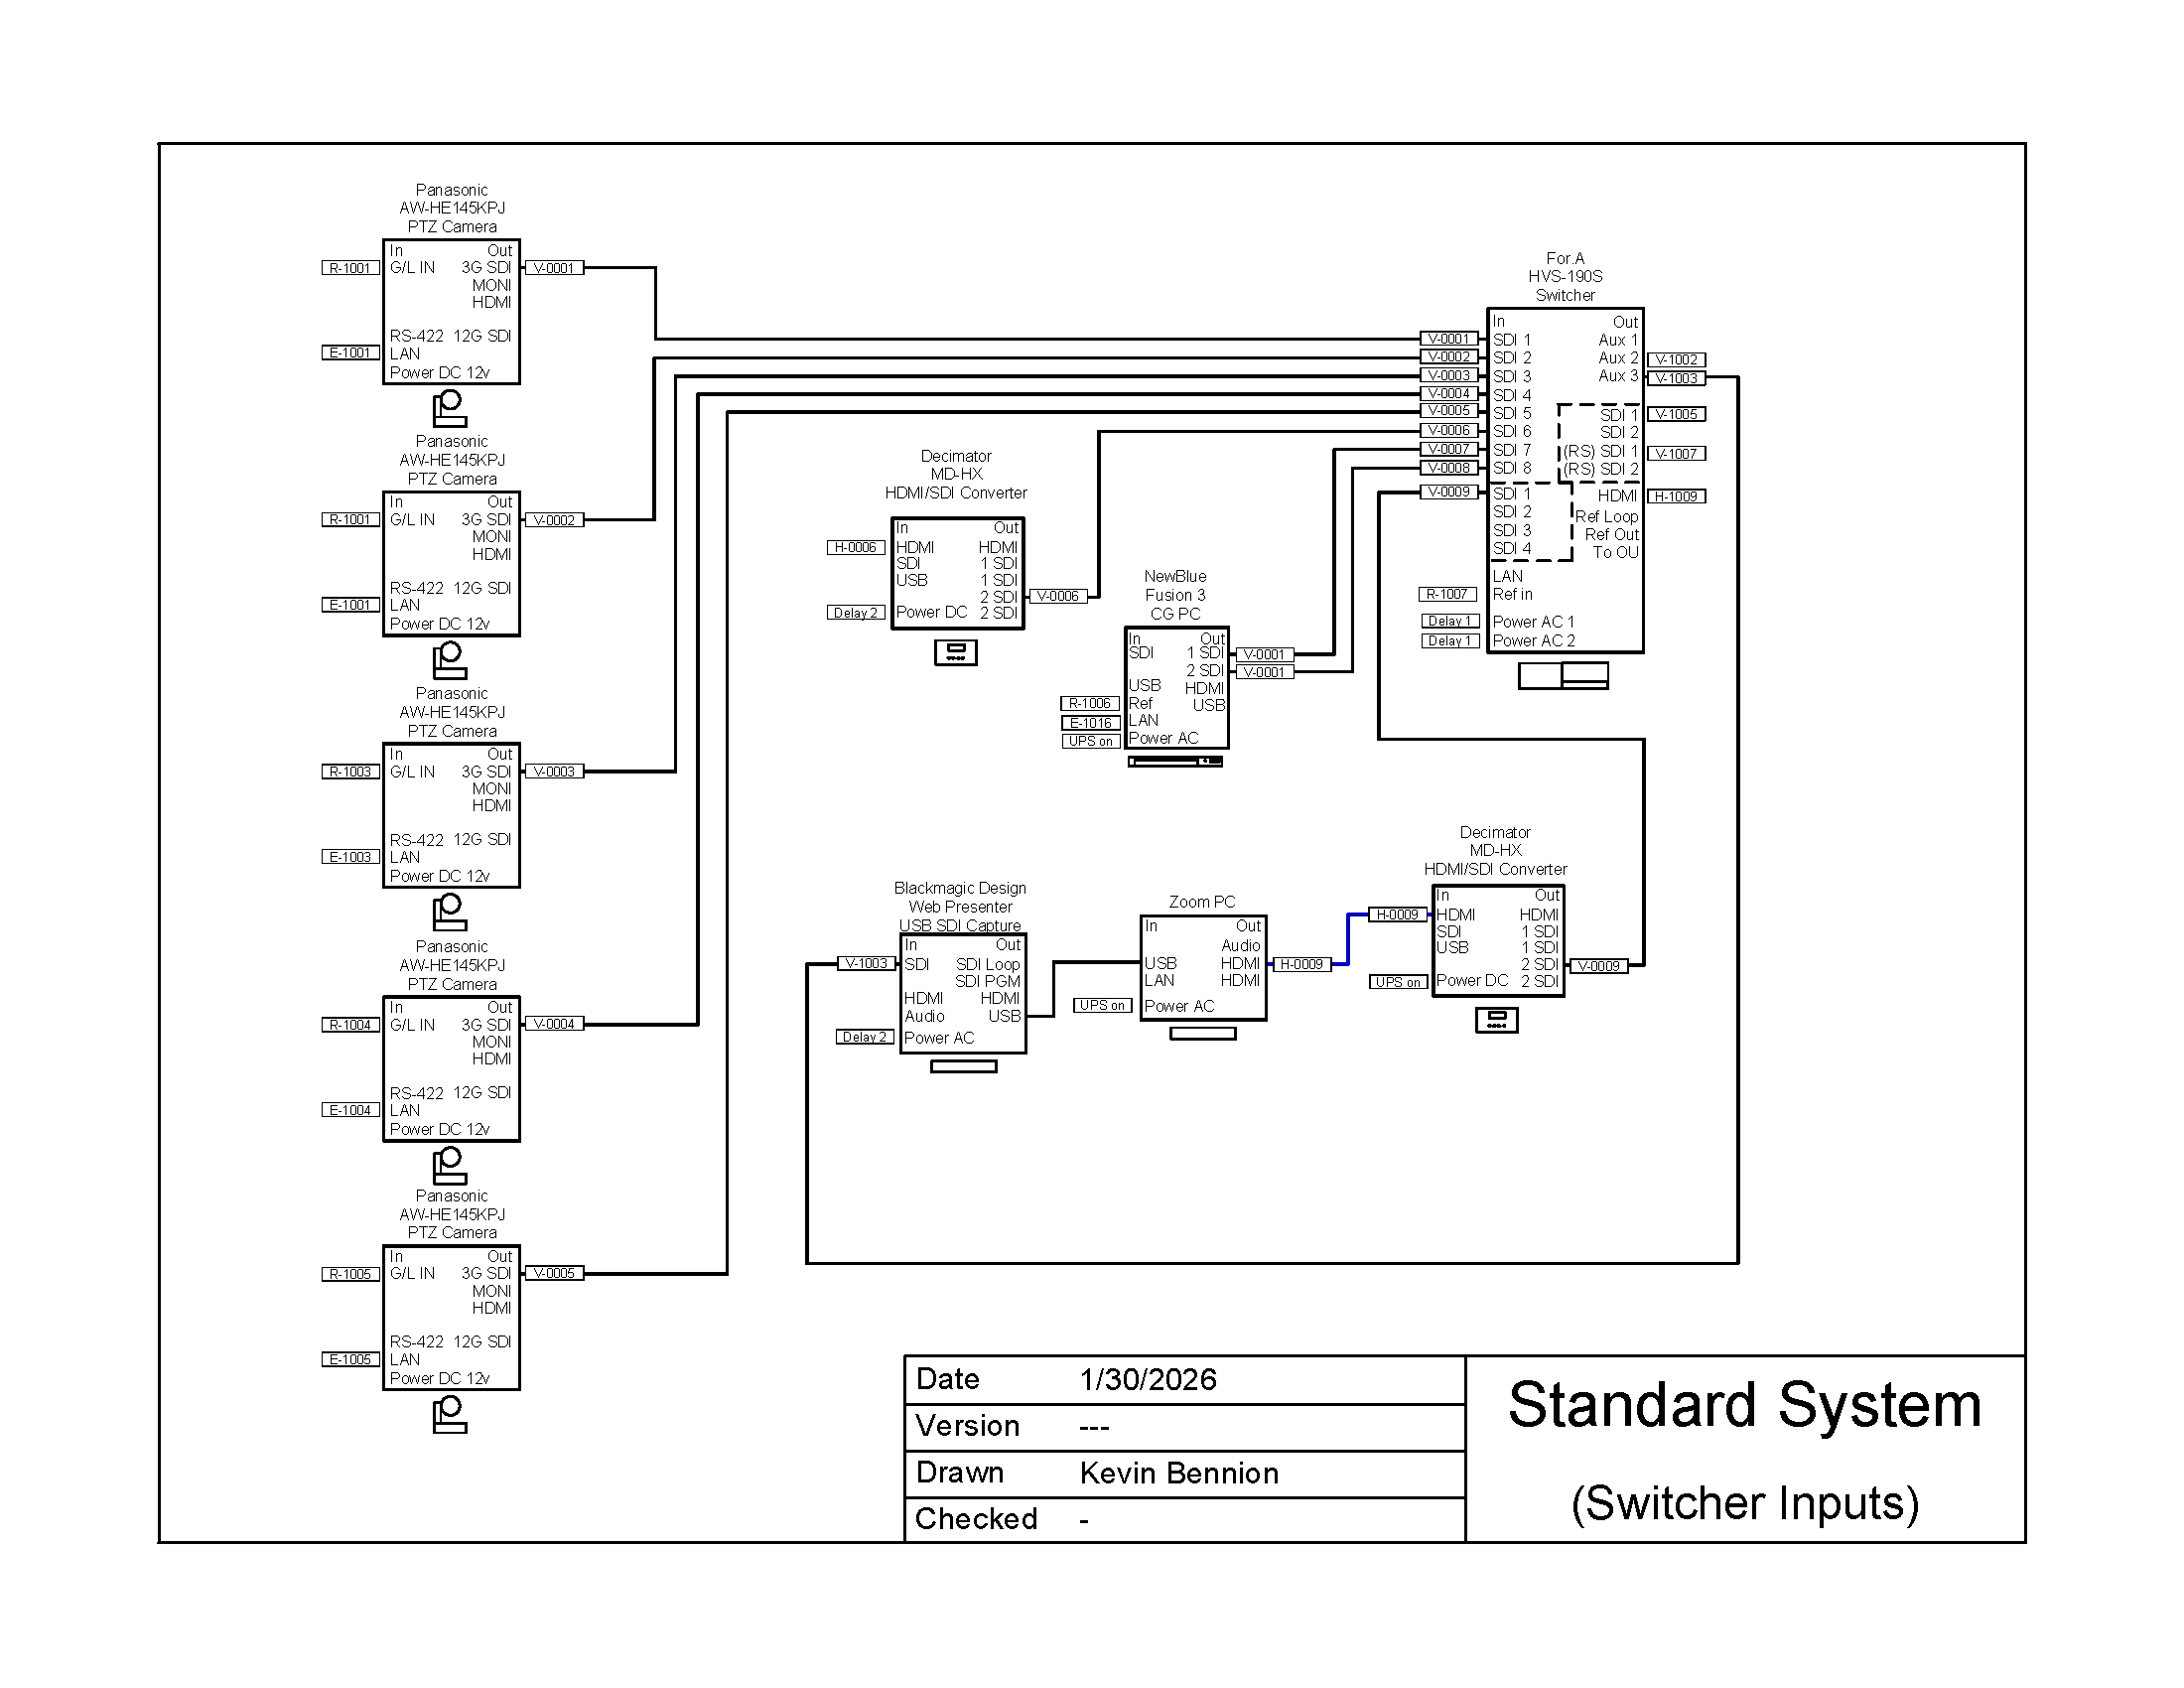 Panasonic
AW-HE145KPJ
PTZ Camera
In Out
R-1001 G/L IN 3G SDI V-0001
MONI
HDMI
RS-422 12G SDI
E-1001 LAN
Power DC 12v
Panasonic
AW-HE145KPJ
PTZ Camera
In Out
R-1001 G/L IN 3G SDI V-0002
MONI
HDMI
RS-422 12G SDI
E-1001 LAN
Power DC 12v
Panasonic
AW-HE145KPJ
PTZ Camera
In Out
R-1003 G/L IN 3G SDI V-0003
MONI
HDMI
RS-422 12G SDI
E-1003 LAN
Power DC 12v
Panasonic
AW-HE145KPJ
PTZ Camera
In Out
R-1004 G/L IN 3G SDI V-0004
MONI
HDMI
RS-422 12G SDI
E-1004 LAN
Power DC 12v
Panasonic
AW-HE145KPJ
PTZ Camera
In Out
R-1005 G/L IN 3G SDI V-0005
MONI
HDMI
RS-422 12G SDI
E-1005 LAN
Power DC 12v
Decimator
MD-HX
HDMI/SDI Converter
In Out
H-0006 HDMI HDMI
SDI 1 SDI
USB 1 SDI
2 SDI V-0006
Delay 2 Power DC 2 SDI
NewBlue
Fusion 3
CG PC
In Out
SDI 1 SDI V-0001
2 SDI V-0001
USB HDMI
R-1006 Ref USB
E-1016 LAN
UPS on Power AC
For.A
HVS-190S
Switcher
In Out
V-0001 SDI 1 Aux 1
V-0002 SDI 2 Aux 2 V-1002
V-0003 SDI 3 Aux 3 V-1003
V-0004 SDI 4
V-0005 SDI 5 SDI 1 V-1005
V-0006 SDI 6 SDI 2
V-0007 SDI 7 (RS) SDI 1 V-1007
V-0008 SDI 8 (RS) SDI 2
V-0009 SDI 1 HDMI H-1009
SDI 2 Ref Loop
SDI 3 Ref Out
SDI 4 To OU
LAN
R-1007 Ref in
Delay 1 Power AC 1
Delay 1 Power AC 2
Blackmagic Design
Web Presenter
USB SDI Capture
In Out
V-1003 SDI SDI Loop
SDI PGM
HDMI HDMI
Audio USB
Delay 2 Power AC
Zoom PC
In Out
Audio
USB HDMI H-0009
LAN HDMI
UPS on Power AC
Decimator
MD-HX
HDMI/SDI Converter
In Out
H-0009 HDMI HDMI
SDI 1 SDI
USB 1 SDI
2 SDI V-0009
UPS on Power DC 2 SDI
Date 1/30/2026
Version ---
Drawn Kevin Bennion
Checked -
Standard System
(Switcher Inputs)